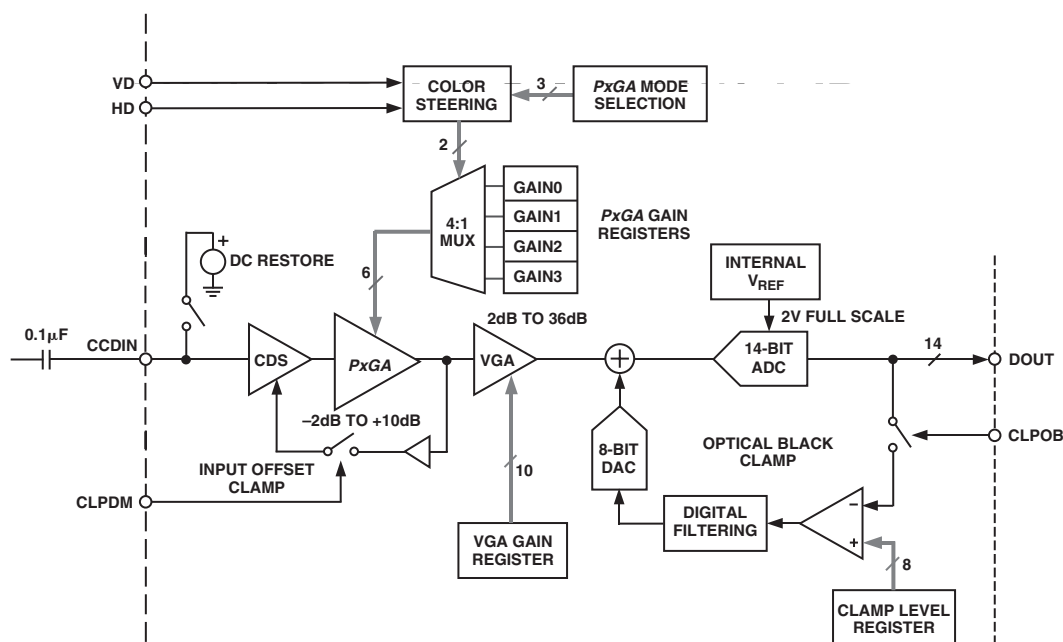 VD
HD
COLOR
STEERING
3
PxGA MODE
SELECTION
2
4:1
MUX
GAIN0
GAIN1
GAIN2
GAIN3
PxGA GAIN
REGISTERS
+
DC RESTORE
6
INTERNAL
VREF
2dB TO 36dB
2V FULL SCALE
0.1μF
CCDIN
CDS
PxGA
VGA
+
14-BIT
ADC
14
DOUT
–2dB TO +10dB
INPUT OFFSET
CLAMP
CLPDM
10
VGA GAIN
REGISTER
8-BIT
DAC
OPTICAL BLACK
CLAMP
CLPOB
DIGITAL
FILTERING
–
+
8
CLAMP LEVEL
REGISTER